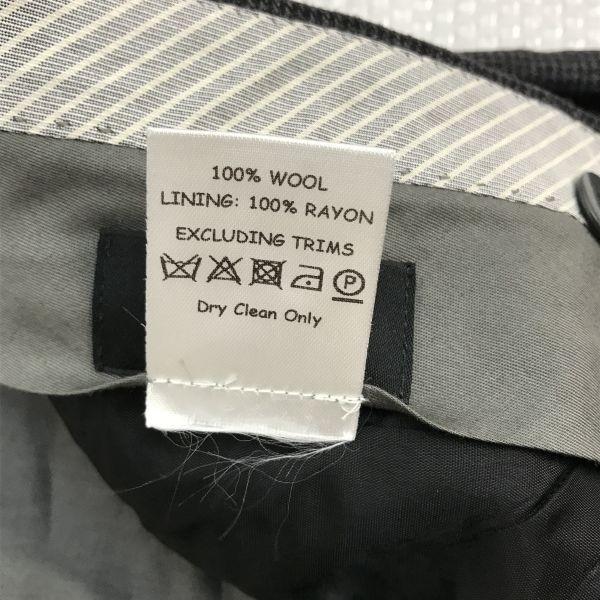 100% WOOL
LINING: 100% RAYON
EXCLUDING TRIMS
P
Dry Clean Only